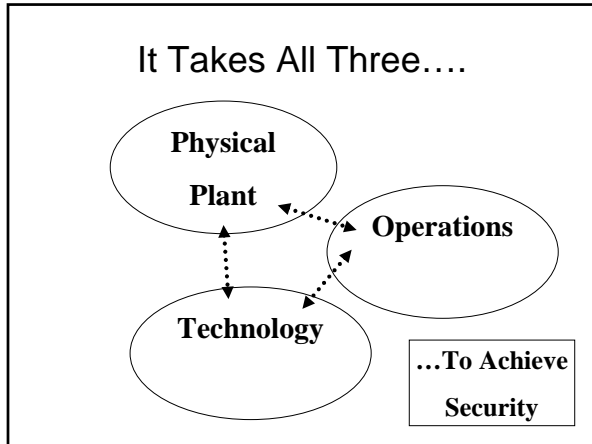 It Takes All Three….
Physical
Plant
Operations
Technology
…To Achieve
Security